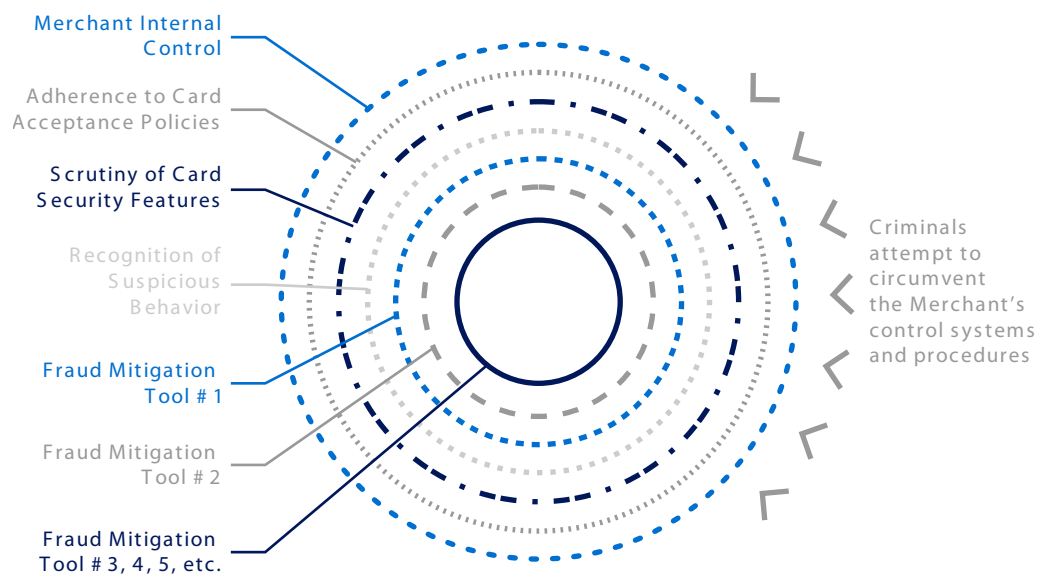 Merchant Internal
Control
Adherence to Card
Acceptance Policies
Scrutiny of Card
Security Features
Recognition of
Suspicious
Behavior
Fraud Mitigation
Tool # 1
Fraud Mitigation
Tool # 2
Fraud Mitigation
Tool # 3, 4, 5, etc.
Criminals
attempt to
circumvent
the Merchant’s
control systems
and procedures